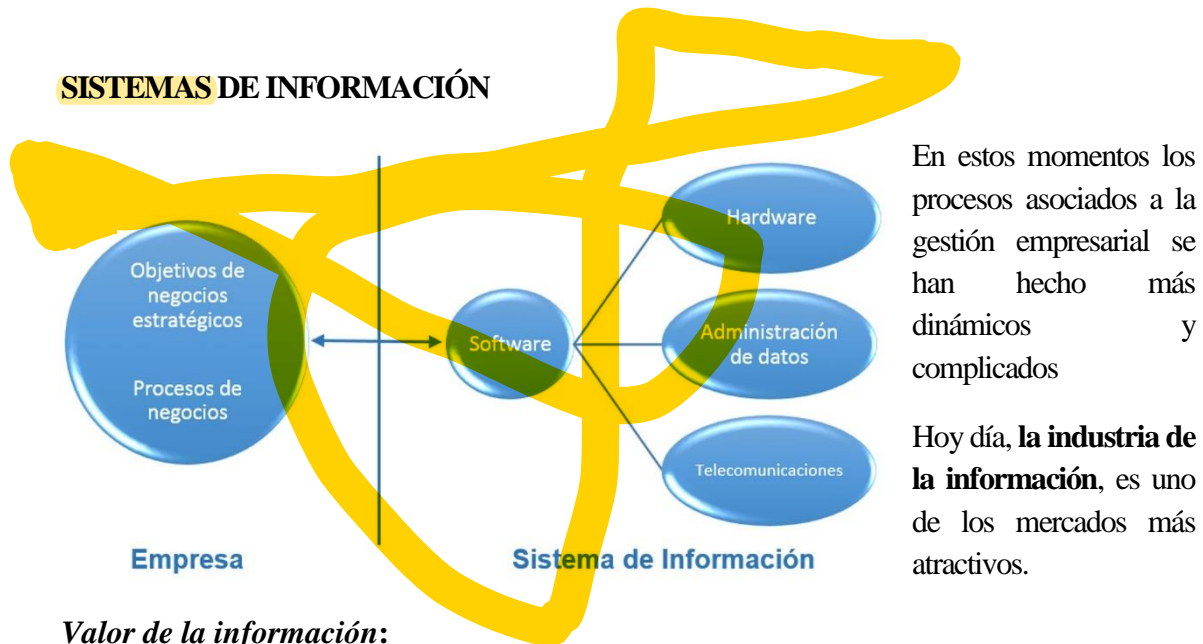 SISTEMAS DE INFORMACIÓN
Objetivos de
negocios
estratégicos
Procesos de
negocios
Software
Hardware
Administración
de datos
Telecomunicaciones
Empresa
Sistema de Información
En estos momentos los
procesos asociados a la
gestión empresarial se
han hecho más
dinámicos y
complicados
Hoy día, la industria de
la información, es uno
de los mercados más
atractivos.
Valor de la información: